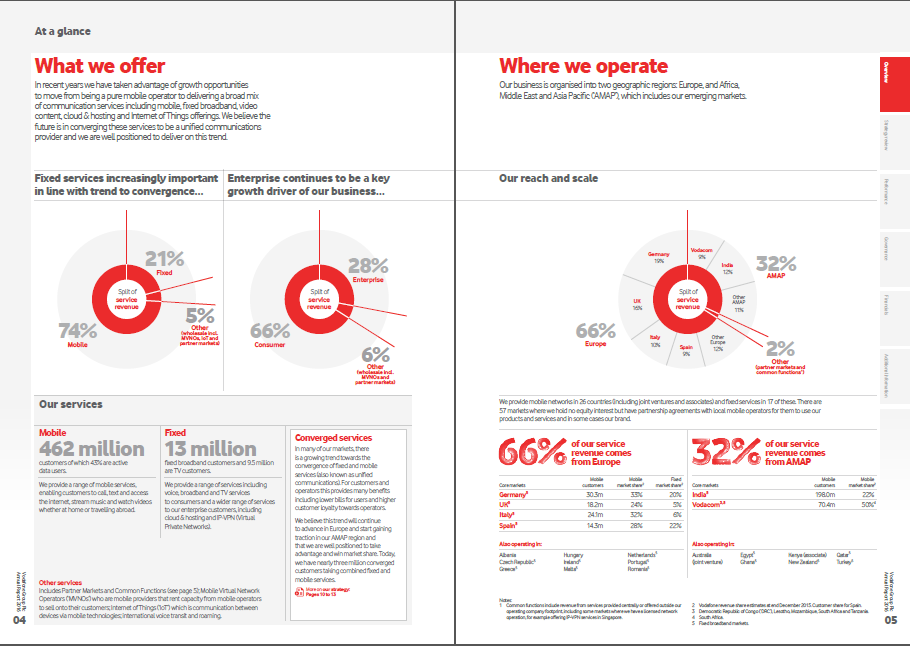 At a glance
What we offer
In recent years we have taken advantage of growth opportunities
to move from being a pure mobile operator to delivering a broad mix
of communication services including mobile, fixed broadband, video
content, cloud & hosting and Internet of Things offerings. We believe the
future is in converging these services to be a unified communications
provider and we are well positioned to deliver on this trend.
Fixed services increasingly important
in line with trend to convergence...
21%
Fixed
Split of
service
revenue
5%
Other
(wholesale incl.
MVNOs, IoT and
partner markets)
74%
Mobile
Enterprise continues to be a key
growth driver of our business...
28%
Enterprise
Split of
service
revenue
66%
Consumer
6%
Other
(wholesale incl.
MVNOs and
partner markets)
Our services
Mobile
462 million
customers of which 43% are active
data users.
We provide a range of mobile services,
enabling customers to call, text and access
the internet, stream music and watch videos
whether at home or travelling abroad.
Fixed
13 million
fixed broadband customers and 9.5 million
are TV customers.
We provide a range of services including
voice, broadband and TV services
to consumers and a wider range of services
to our enterprise customers, including
cloud & hosting and IP-VPN (Virtual
Private Networks).
Converged services
In many of our markets, there
is a growing trend towards the
convergence of fixed and mobile
services (also known as unified
communications). For customers and
operators this provides many benefits
including lower bills for users and higher
customer loyalty towards operators.
We believe this trend will continue
to advance in Europe and start gaining
traction in our AMAP region and
that we are well positioned to take
advantage and win market share. Today,
we have nearly three million converged
customers taking combined fixed and
mobile services.
More on our strategy:
Pages 10 to 13
Other services
Includes Partner Markets and Common Functions (see page 5); Mobile Virtual Network
Operators ('MVNOs') who are mobile providers that rent capacity from mobile operators
to sell onto their customers; Internet of Things ('IoT') which is communication between
devices via mobile technologies; international voice transit and roaming.
Vodafone Group Plc
Annual Report 2016
04
Where we operate
Our business is organised into two geographic regions: Europe, and Africa,
Middle East and Asia Pacific ('AMAP'), which includes our emerging markets.
Our reach and scale
Germany
19%
Vodacom
9%
India
12%
32%
AMAP
Other
AMAP
11%
Split of
service
revenue
UK
16%
66%
Europe
Italy
10%
Spain
9%
Other
Europe
12%
2%
Other
(partner markets and
common functions¹)
We provide mobile networks in 26 countries (including joint ventures and associates) and fixed services in 17 of these. There are
57 markets where we hold no equity interest but have partnership agreements with local mobile operators for them to use our
products and services and in some cases our brand.
66% of our service
revenue comes
from Europe
Core markets Mobile customers Mobile market share² Fixed market share²
Germany⁵ 30.3m 33% 20%
UK⁵ 18.2m 24% 3%
Italy⁵ 24.1m 32% 6%
Spain⁵ 14.3m 28% 22%
Also operating in:
Albania Hungary Netherlands⁵
Czech Republic⁵ Ireland⁵ Portugal⁵
Greece⁵ Malta⁵ Romania⁵
32% of our service
revenue comes
from AMAP
Core markets Mobile customers Mobile market share²
India⁵ 198.0m 22%
Vodacom³˒⁵ 70.4m 50%⁴
Also operating in:
Australia Egypt⁵ Kenya (associate) Qatar⁵
(joint venture) Ghana⁵ New Zealand⁵ Turkey⁵
Notes:
1 Common functions include revenue from services provided centrally or offered outside our
operating company footprint, including some markets where we have a licensed network
operation, for example offering IP-VPN services in Singapore.
2 Vodafone revenue share estimates at end December 2015. Customer share for Spain.
3 Democratic Republic of Congo ('DRC'), Lesotho, Mozambique, South Africa and Tanzania.
4 South Africa.
5 Fixed broadband markets.
Overview
Strategy review
Performance
Governance
Financials
Additional information
Vodafone Group Plc
Annual Report 2016
05